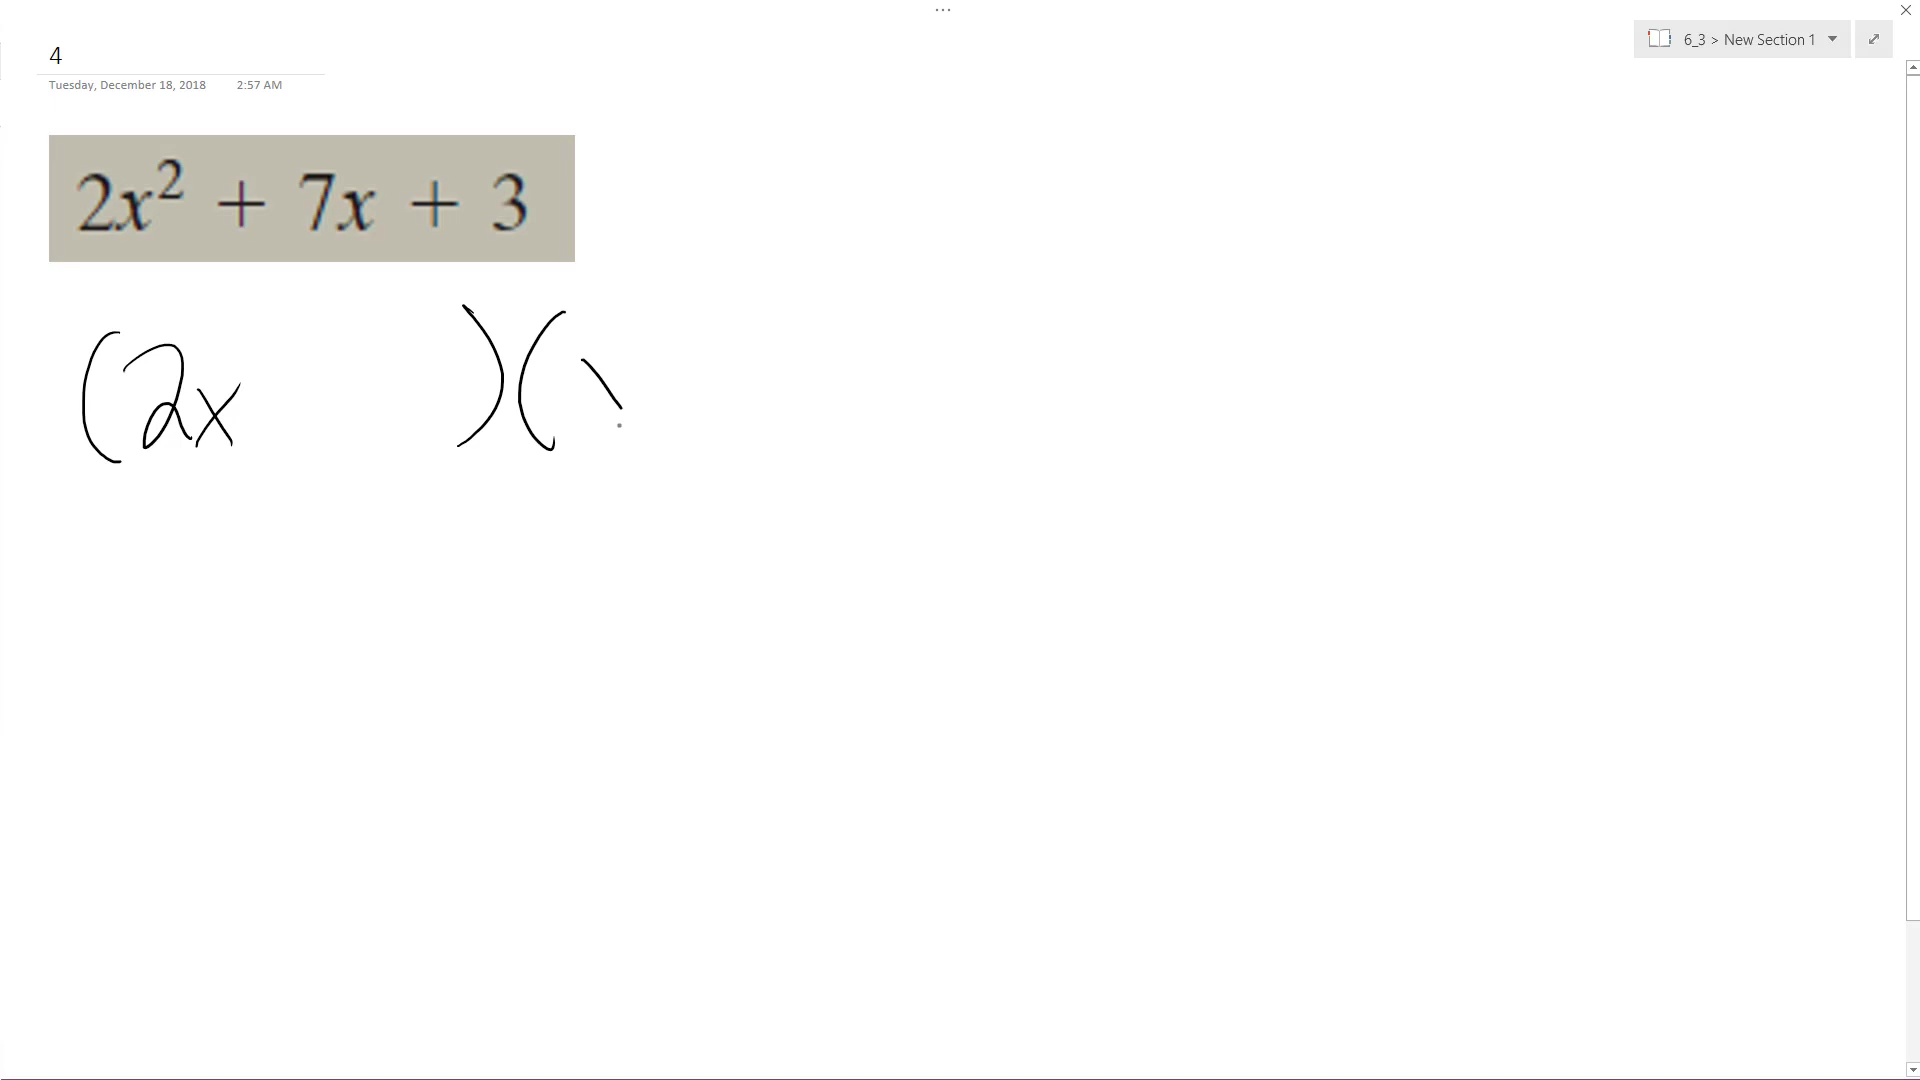 ...
6_3 > New Section 1
4
Tuesday, December 18, 2018 2:57 AM
2x² + 7x + 3
(2x )(